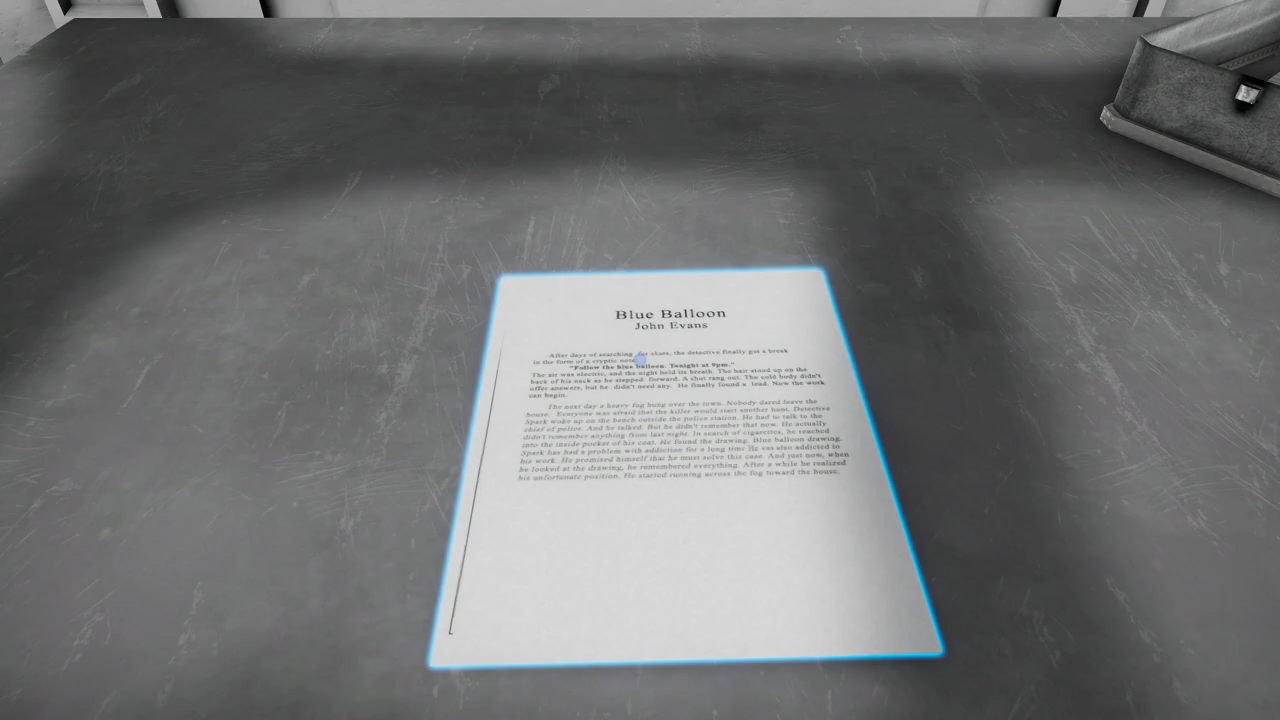 Blue Balloon
John Evans
After days of searching for clues, the detective finally got a break
in the form of a cryptic note
"Follow the blue balloon. Tonight at 9pm."
The air was electric, and the night held its breath. The hair stood up on the
back of his neck as he stepped forward. A shot rang out. The cold body didn't
offer answers, but he didn't need any. He finally found a lead. Now the work
can begin.
The next day a heavy fog hung over the town. Nobody dared leave the
house. Everyone was afraid that the killer would start another hunt. Detective
Spark woke up on the bench outside the police station. He had to talk to the
chief of police. And he talked. But he didn't remember that now. He actually
didn't remember anything from last night. In search of cigarettes, he reached
into the inside pocket of his coat. He found the drawing. Blue balloon drawing.
Spark has had a problem with addiction for a long time He was also addicted to
his work. He promised himself that he must solve this case. And just now, when
he looked at the drawing, he remembered everything. After a while he realized
his unfortunate position. He started running across the fog toward the house.